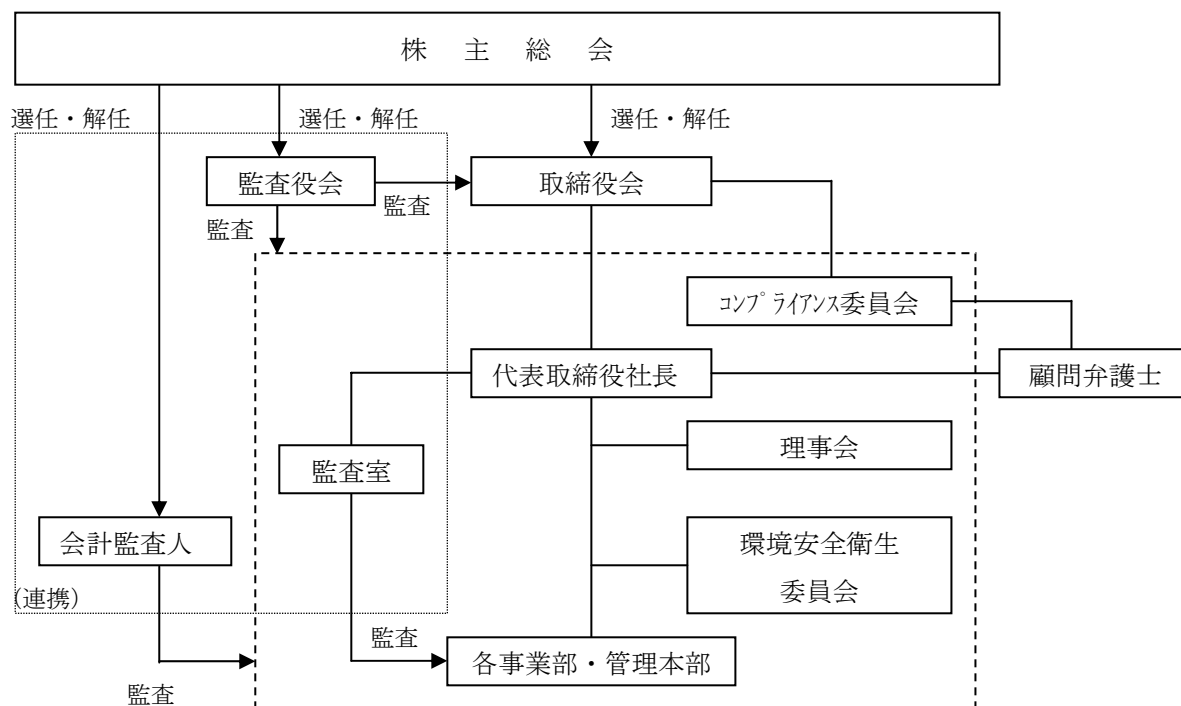 株 主 総 会
選任・解任
選任・解任
選任・解任
監査役会
監査
取締役会
監査
ｺﾝﾌﾟﾗｲｱﾝｽ委員会
代表取締役社長
顧問弁護士
理事会
監査室
会計監査人
環境安全衛生
委員会
(連携)
監査
各事業部・管理本部
監査